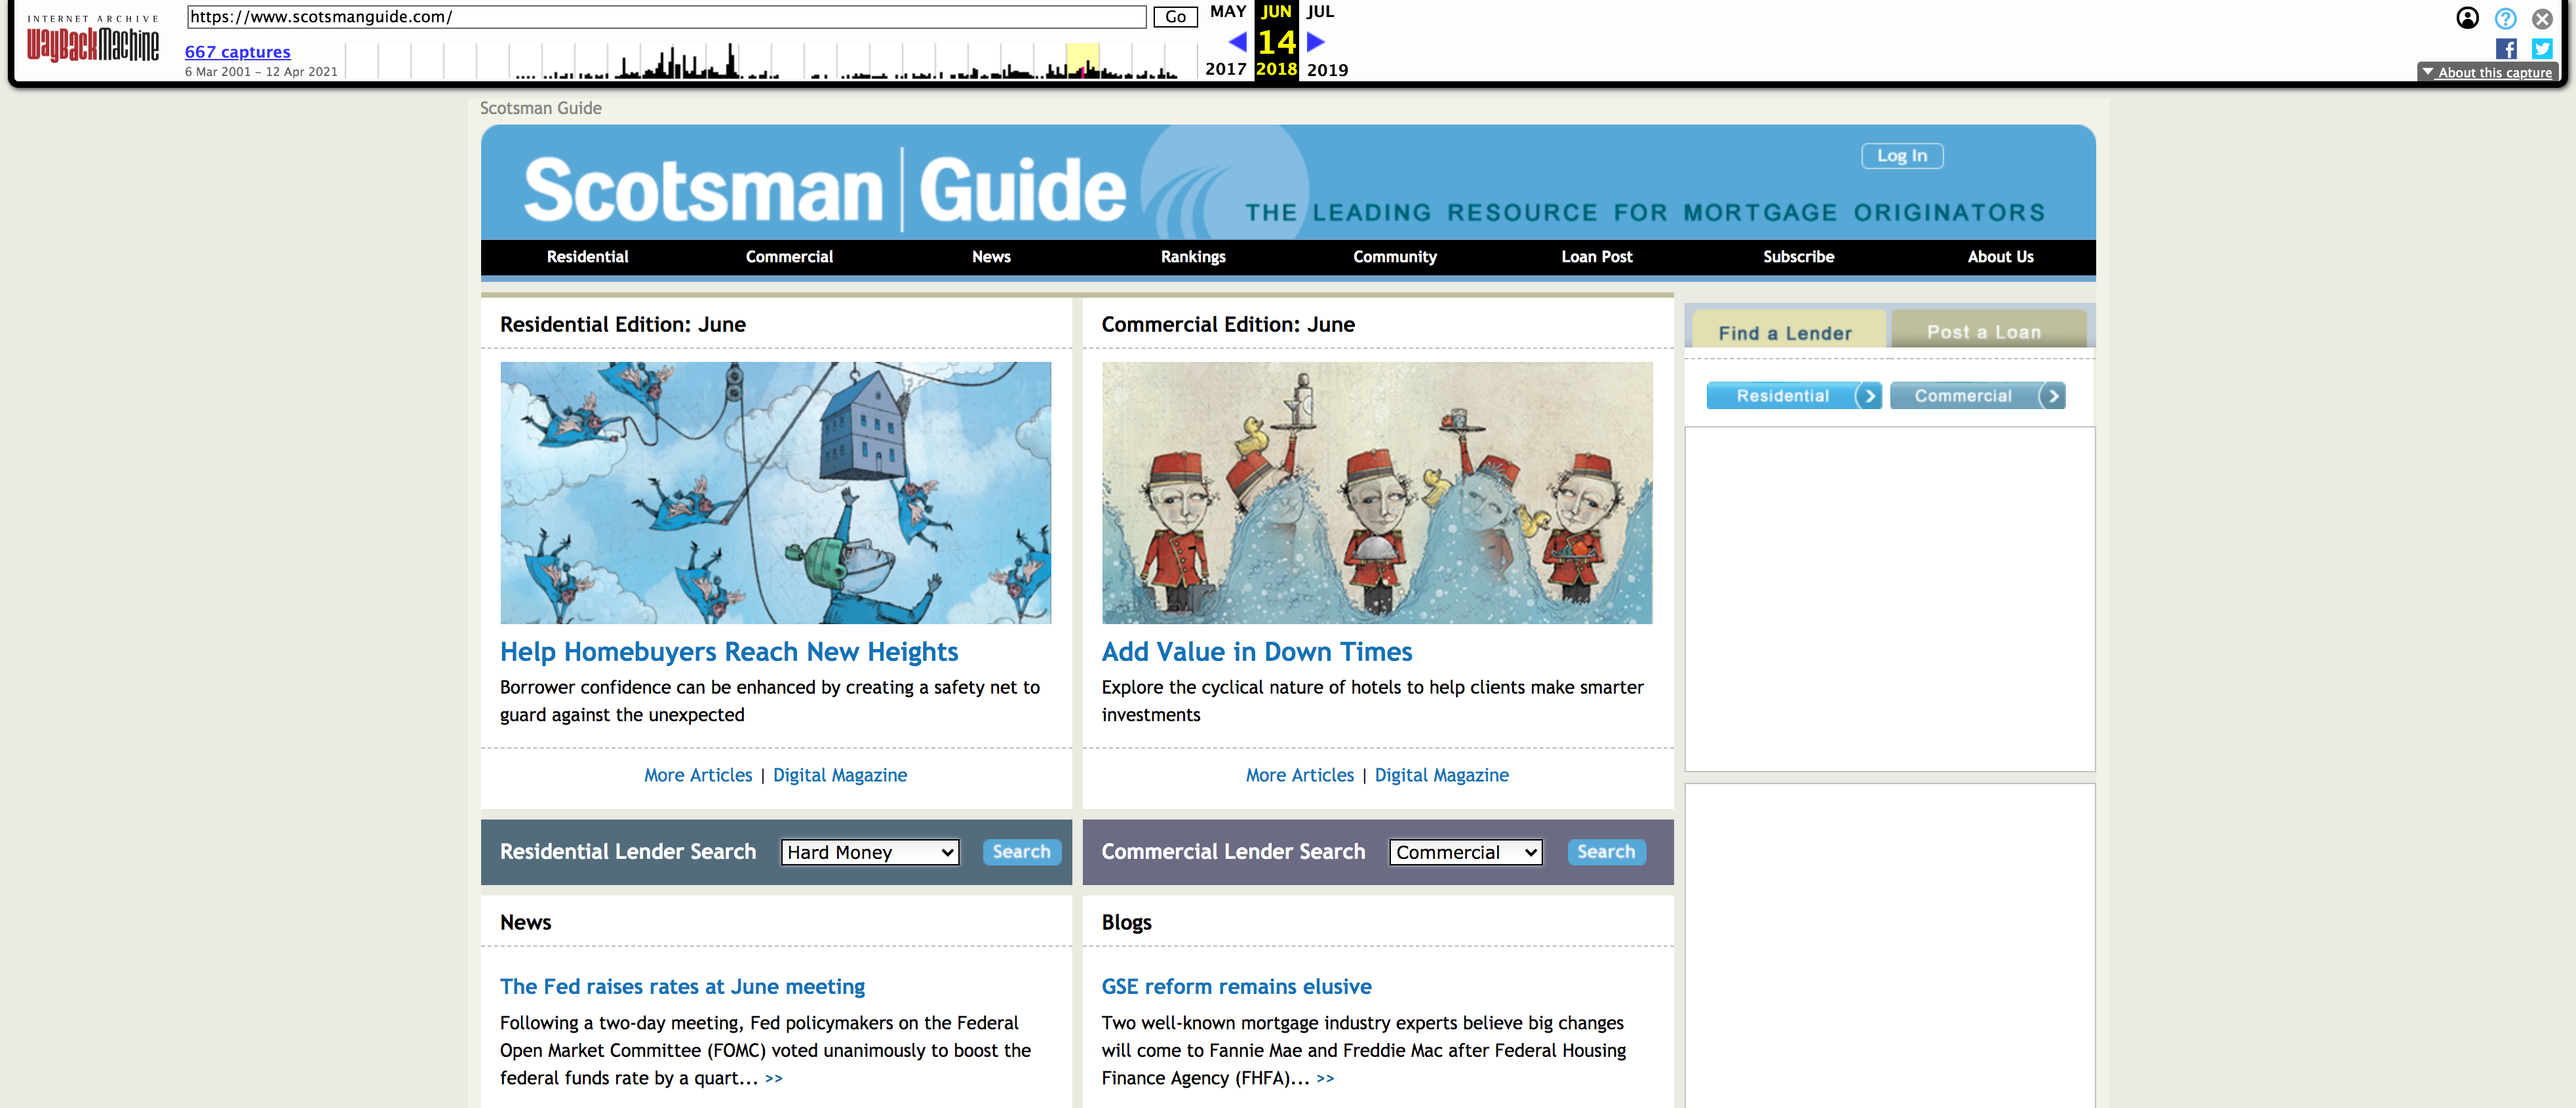 INTERNET ARCHIVE
WayBackMachine
https://www.scotsmanguide.com/
Go
667 captures
6 Mar 2001 – 12 Apr 2021
MAY JUN JUL
14
2017 2018 2019
About this capture
Scotsman Guide
Scotsman Guide
Log In
THE LEADING RESOURCE FOR MORTGAGE ORIGINATORS
Residential Commercial News Rankings Community Loan Post Subscribe About Us
Residential Edition: June
Help Homebuyers Reach New Heights
Borrower confidence can be enhanced by creating a safety net to
guard against the unexpected
More Articles | Digital Magazine
Commercial Edition: June
Add Value in Down Times
Explore the cyclical nature of hotels to help clients make smarter
investments
More Articles | Digital Magazine
Find a Lender Post a Loan
Residential Commercial
Residential Lender Search Hard Money Search
Commercial Lender Search Commercial Search
News
The Fed raises rates at June meeting
Following a two-day meeting, Fed policymakers on the Federal
Open Market Committee (FOMC) voted unanimously to boost the
federal funds rate by a quart... >>
Blogs
GSE reform remains elusive
Two well-known mortgage industry experts believe big changes
will come to Fannie Mae and Freddie Mac after Federal Housing
Finance Agency (FHFA)... >>